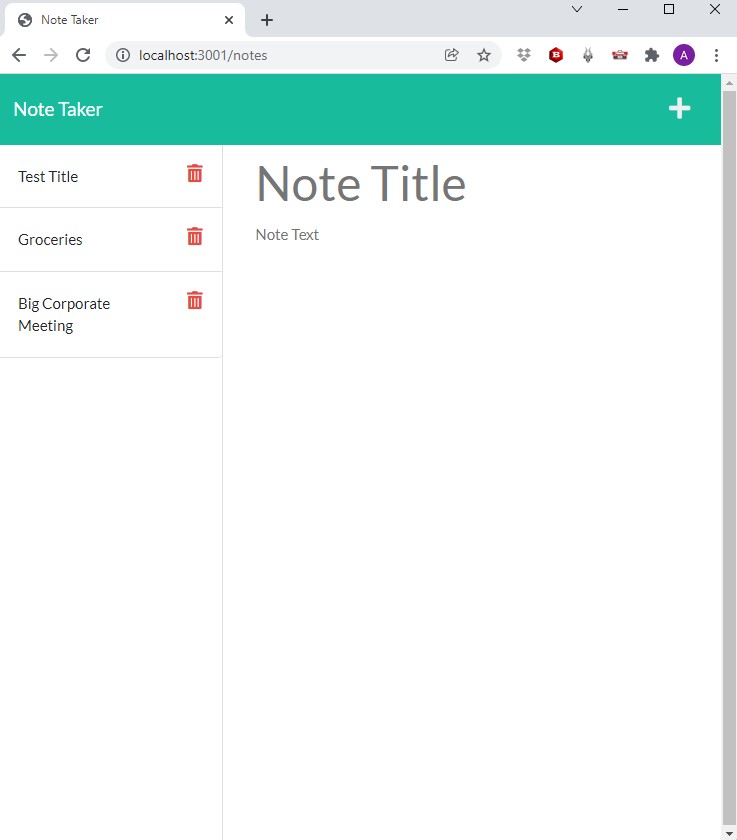 Note Taker
localhost:3001/notes
B
A
Note Taker
Test Title
Groceries
Big Corporate
Meeting
Note Title
Note Text